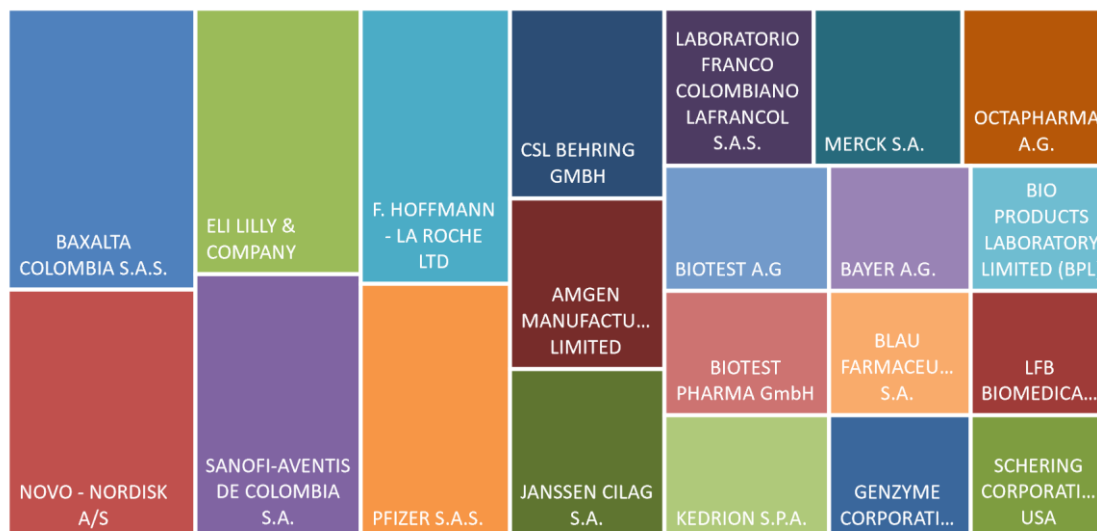 BAXALTA
COLOMBIA S.A.S.
NOVO - NORDISK
A/S
ELI LILLY &
COMPANY
SANOFI-AVENTIS
DE COLOMBIA
S.A.
F. HOFFMANN
- LA ROCHE
LTD
PFIZER S.A.S.
CSL BEHRING
GMBH
AMGEN
MANUFACTU...
LIMITED
JANSSEN CILAG
S.A.
LABORATORIO
FRANCO
COLOMBIANO
LAFRANCOL
S.A.S.
MERCK S.A.
OCTAPHARMA
A.G.
BIOTEST A.G
BAYER A.G.
BIO
PRODUCTS
LABORATORY
LIMITED (BPL
BIOTEST
PHARMA GmbH
BLAU
FARMACEU...
S.A.
LFB
BIOMEDICA...
KEDRION S.P.A.
GENZYME
CORPORATI...
SCHERING
CORPORATI...
USA